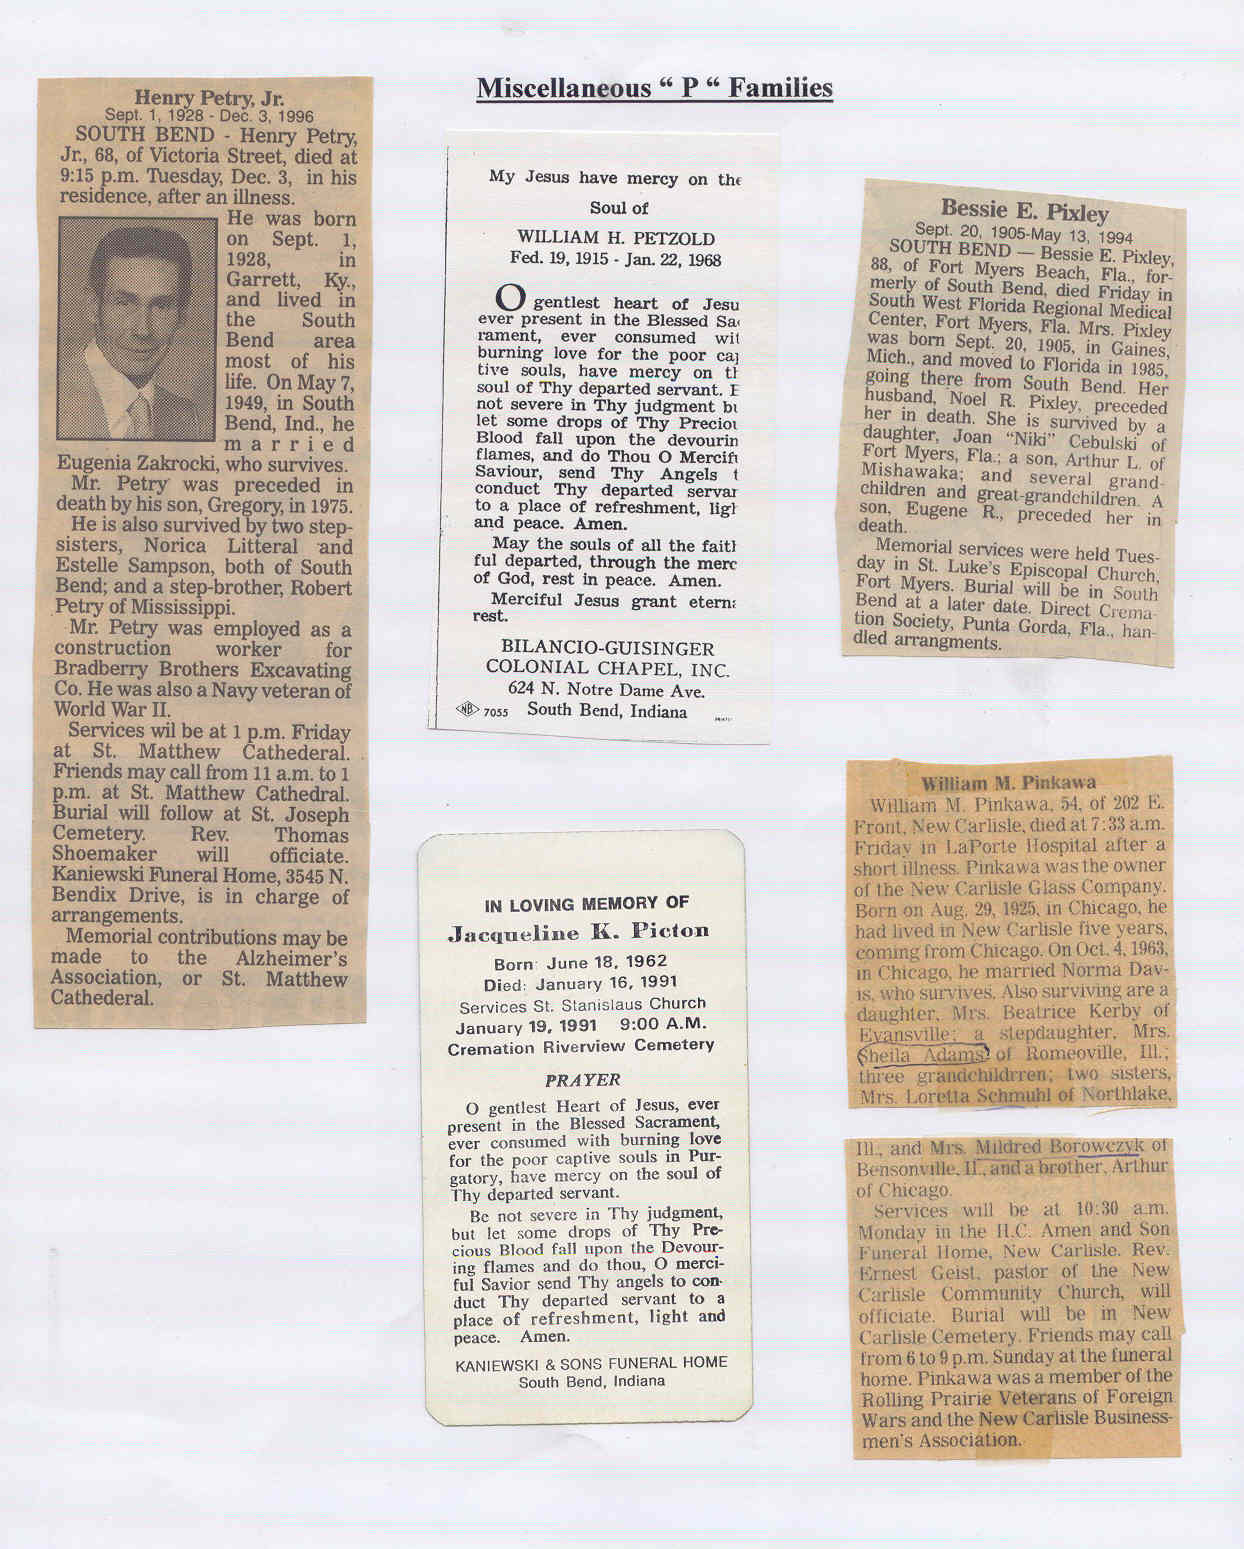 Miscellaneous “ P “ Families
Henry Petry, Jr.
Sept. 1, 1928 - Dec. 3, 1996
SOUTH BEND - Henry Petry,
Jr., 68, of Victoria Street, died at
9:15 p.m. Tuesday, Dec. 3, in his
residence, after an illness.
He was born
on Sept. 1,
1928, in
Garrett, Ky.,
and lived in
the South
Bend area
most of his
life. On May 7,
1949, in South
Bend, Ind., he
married
Eugenia Zakrocki, who survives.
Mr. Petry was preceded in
death by his son, Gregory, in 1975.
He is also survived by two step-
sisters, Norica Litteral and
Estelle Sampson, both of South
Bend; and a step-brother, Robert
Petry of Mississippi.
Mr. Petry was employed as a
construction worker for
Bradberry Brothers Excavating
Co. He was also a Navy veteran of
World War II.
Services wil be at 1 p.m. Friday
at St. Matthew Cathederal.
Friends may call from 11 a.m. to 1
p.m. at St. Matthew Cathedral.
Burial will follow at St. Joseph
Cemetery. Rev. Thomas
Shoemaker will officiate.
Kaniewski Funeral Home, 3545 N.
Bendix Drive, is in charge of
arrangements.
Memorial contributions may be
made to the Alzheimer's
Association, or St. Matthew
Cathederal.
My Jesus have mercy on the
Soul of
WILLIAM H. PETZOLD
Fed. 19, 1915 - Jan. 22, 1968
O gentlest heart of Jesu
ever present in the Blessed Sac
rament, ever consumed wit
burning love for the poor cap
tive souls, have mercy on th
soul of Thy departed servant. B
not severe in Thy judgment bu
let some drops of Thy Preciou
Blood fall upon the devourin
flames, and do Thou O Mercifu
Saviour, send Thy Angels t
conduct Thy departed servan
to a place of refreshment, ligh
and peace. Amen.
May the souls of all the faith
ful departed, through the merc
of God, rest in peace. Amen.
Merciful Jesus grant eterna
rest.
BILANCIO-GUISINGER
COLONIAL CHAPEL, INC.
624 N. Notre Dame Ave.
NB 7055 South Bend, Indiana
IN LOVING MEMORY OF
Jacqueline K. Picton
Born: June 18, 1962
Died: January 16, 1991
Services St. Stanislaus Church
January 19, 1991 9:00 A.M.
Cremation Riverview Cemetery
PRAYER
O gentlest Heart of Jesus, ever
present in the Blessed Sacrament,
ever consumed with burning love
for the poor captive souls in Pur-
gatory, have mercy on the soul of
Thy departed servant.
Be not severe in Thy judgment,
but let some drops of Thy Pre-
cious Blood fall upon the Devour-
ing flames and do thou, O merci-
ful Savior send Thy angels to con-
duct Thy departed servant to a
place of refreshment, light and
peace. Amen.
KANIEWSKI & SONS FUNERAL HOME
South Bend, Indiana
Bessie E. Pixley
Sept. 20, 1905-May 13, 1994
SOUTH BEND — Bessie E. Pixley,
88, of Fort Myers Beach, Fla., for-
merly of South Bend, died Friday in
South West Florida Regional Medical
Center, Fort Myers, Fla. Mrs. Pixley
was born Sept. 20, 1905, in Gaines,
Mich., and moved to Florida in 1985,
going there from South Bend. Her
husband, Noel R. Pixley, preceded
her in death. She is survived by a
daughter, Joan “Niki” Cebulski of
Fort Myers, Fla.; a son, Arthur L. of
Mishawaka; and several grand-
children and great-grandchildren. A
son, Eugene R., preceded her in
death.
Memorial services were held Tues-
day in St. Luke's Episcopal Church,
Fort Myers. Burial will be in South
Bend at a later date. Direct Crema-
tion Society, Punta Gorda, Fla., han-
dled arrangments.
William M. Pinkawa
William M. Pinkawa, 54, of 202 E.
Front, New Carlisle, died at 7:33 a.m.
Friday in LaPorte Hospital after a
short illness. Pinkawa was the owner
of the New Carlisle Glass Company.
Born on Aug. 29, 1925, in Chicago, he
had lived in New Carlisle five years,
coming from Chicago. On Oct. 4, 1963,
in Chicago, he married Norma Dav-
is, who survives. Also surviving are a
daughter, Mrs. Beatrice Kerby of
Evansville; a stepdaughter, Mrs.
Sheila Adams of Romeoville, Ill.;
three grandchildrren; two sisters,
Mrs. Loretta Schmuhl of Northlake,
Ill., and Mrs. Mildred Borowczyk of
Bensonville, Il., and a brother, Arthur
of Chicago.
Services will be at 10:30 a.m.
Monday in the H.C. Amen and Son
Funeral Home, New Carlisle. Rev.
Ernest Geist, pastor of the New
Carlisle Community Church, will
officiate. Burial will be in New
Carlisle Cemetery. Friends may call
from 6 to 9 p.m. Sunday at the funeral
home. Pinkawa was a member of the
Rolling Prairie Veterans of Foreign
Wars and the New Carlisle Business-
men's Association.